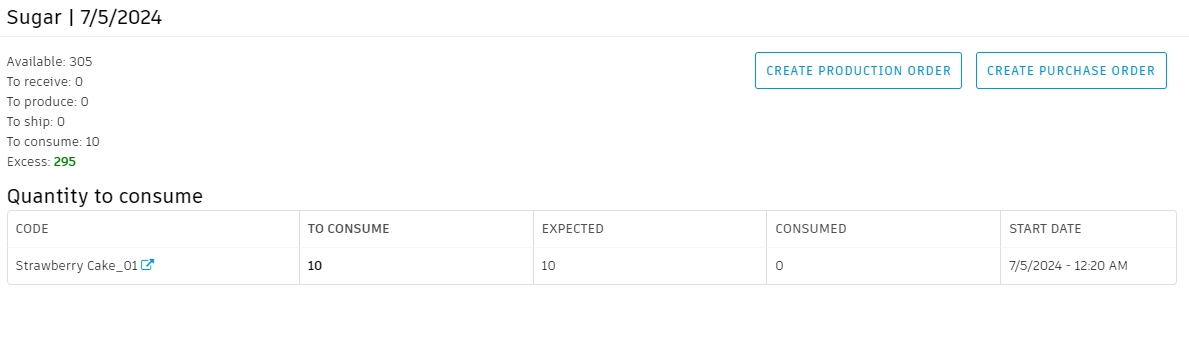 Sugar | 7/5/2024
Available: 305
CREATE PRODUCTION ORDER
CREATE PURCHASE ORDER
To receive: 0
To produce: 0
To ship: 0
To consume: 10
Excess: 295
Quantity to consume
CODE TO CONSUME EXPECTED CONSUMED START DATE
Strawberry Cake_01 10 10 0 7/5/2024 - 12:20 AM